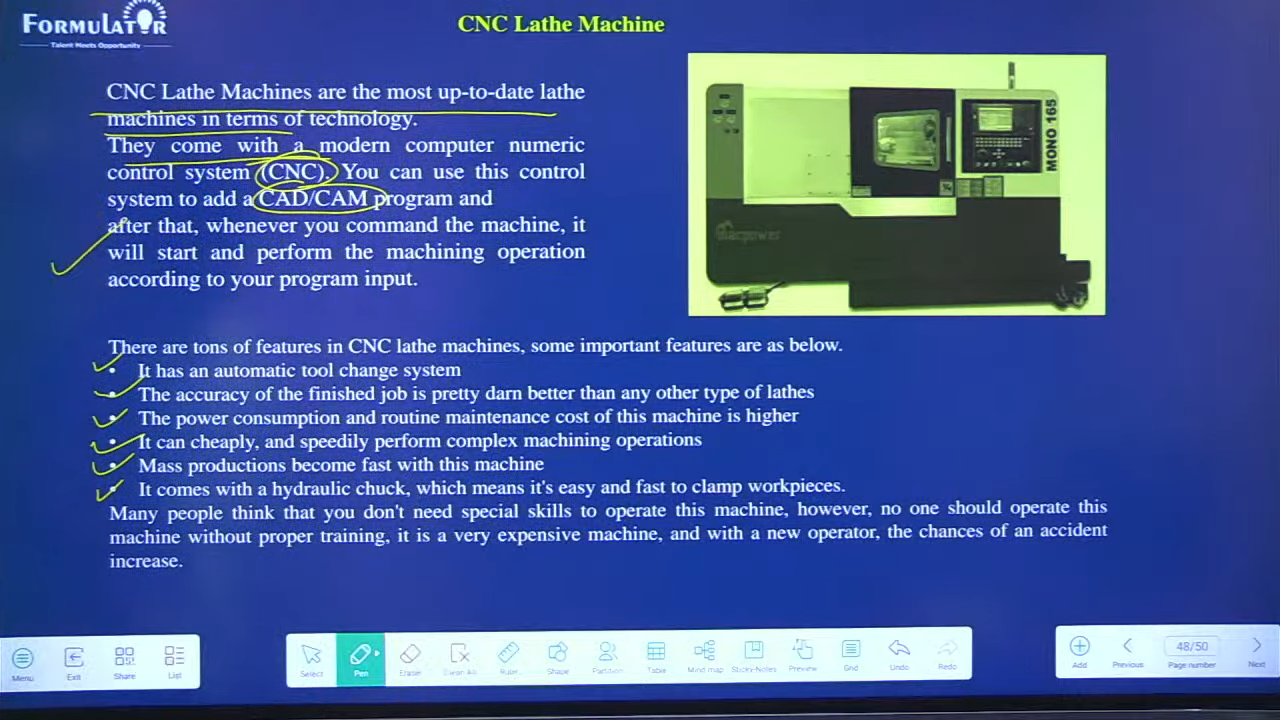 FORMULATOR
Talent Meets Opportunity
CNC Lathe Machine
CNC Lathe Machines are the most up-to-date lathe
machines in terms of technology.
They come with a modern computer numeric
control system (CNC). You can use this control
system to add a CAD/CAM program and
after that, whenever you command the machine, it
will start and perform the machining operation
according to your program input.
MONO 165
macpower
There are tons of features in CNC lathe machines, some important features are as below.
• It has an automatic tool change system
• The accuracy of the finished job is pretty darn better than any other type of lathes
• The power consumption and routine maintenance cost of this machine is higher
• It can cheaply, and speedily perform complex machining operations
• Mass productions become fast with this machine
• It comes with a hydraulic chuck, which means it's easy and fast to clamp workpieces.
Many people think that you don't need special skills to operate this machine, however, no one should operate this
machine without proper training, it is a very expensive machine, and with a new operator, the chances of an accident
increase.
Menu Exit Share List Select Pen Eraser Clean All Ruler Shape Partition Table Mind map Sticky-Notes Preview Grid Undo Redo Add Previous 48/50 Page number Next